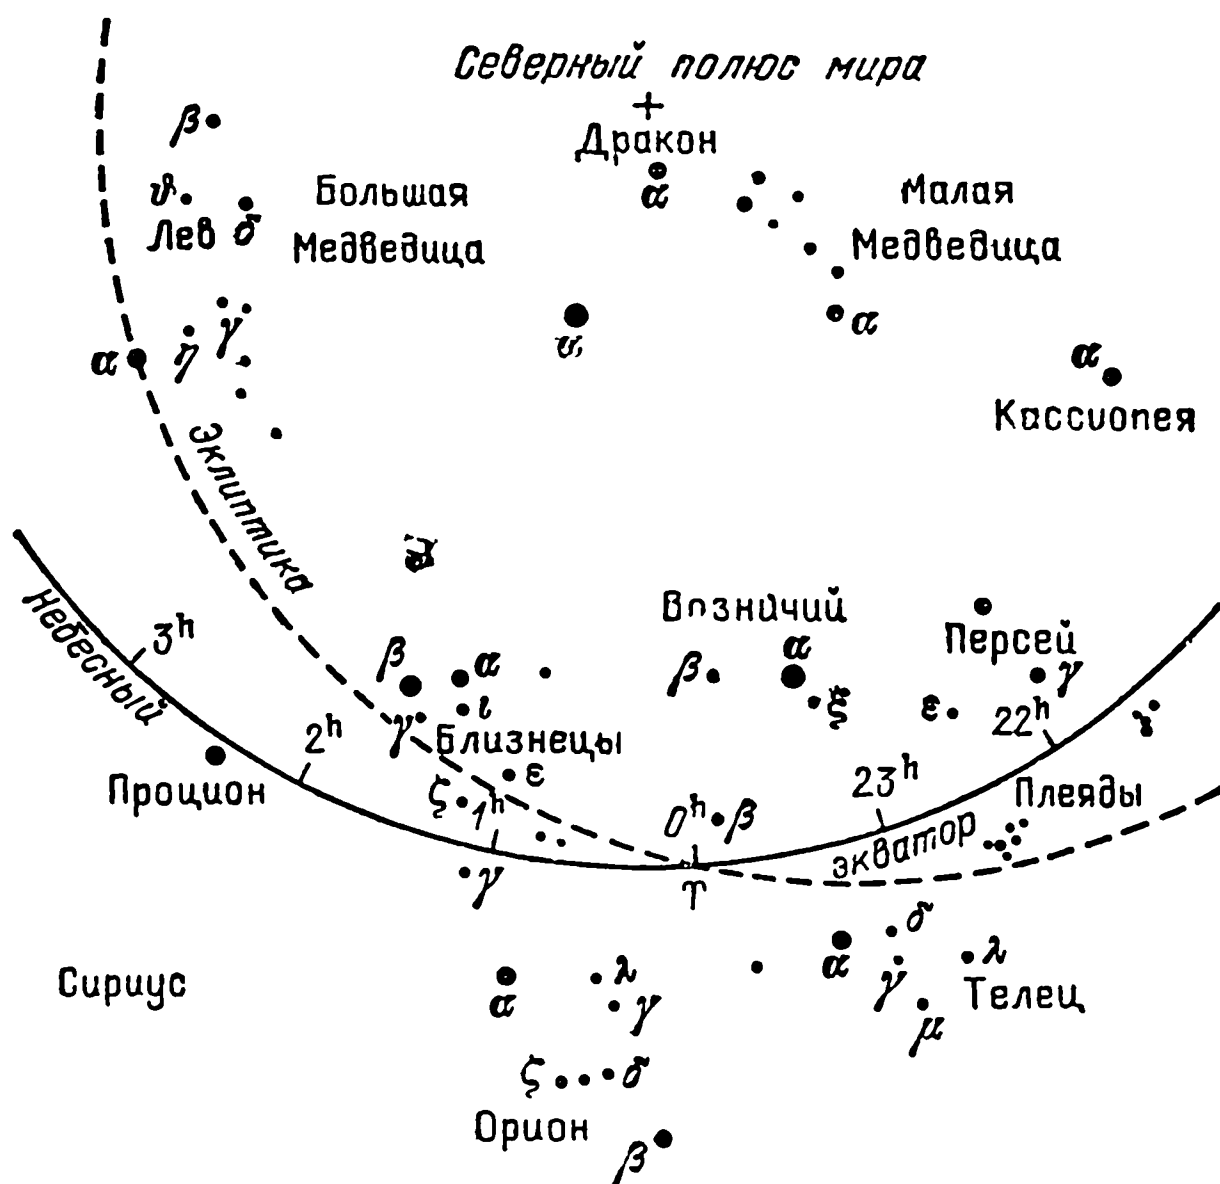 Северный полюс мира
β
Дракон
α
ϑ
Лев δ
Большая
Медведица
Малая
Медведица
γ
η
α
α
α
Кассиопея
Эклиптика
Небесный
3ʰ
2ʰ
1ʰ
0ʰ
23ʰ
22ʰ
экватор
Возничий
α
β
ξ
Персей
γ
ε
β
α
ι
γ
Близнецы
ε
ζ
Процион
Плеяды
β
♈
γ
Сириус
α
λ
γ
ζ
δ
Орион
β
α
δ
γ
λ
Телец
μ